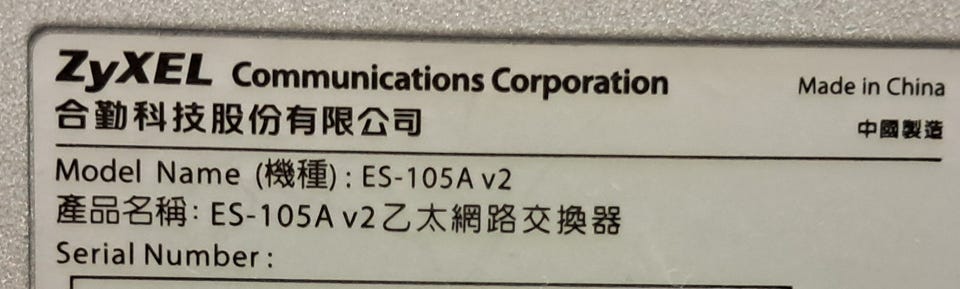 ZyXEL Communications Corporation
Made in China
合勤科技股份有限公司
中國製造
Model Name (機種) : ES-105A v2
產品名稱: ES-105A v2乙太網路交換器
Serial Number :